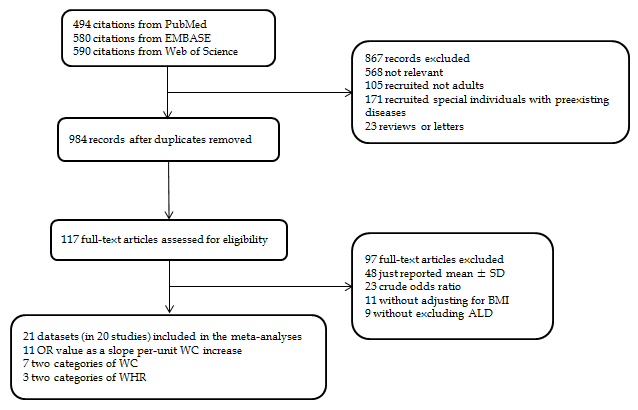 494 citations from PubMed
580 citations from EMBASE
590 citations from Web of Science
867 records excluded
568 not relevant
105 recruited not adults
171 recruited special individuals with preexisting
diseases
23 reviews or letters
984 records after duplicates removed
117 full-text articles assessed for eligibility
97 full-text articles excluded
48 just reported mean ± SD
23 crude odds ratio
11 without adjusting for BMI
9 without excluding ALD
21 datasets (in 20 studies) included in the meta-analyses
11 OR value as a slope per-unit WC increase
7 two categories of WC
3 two categories of WHR